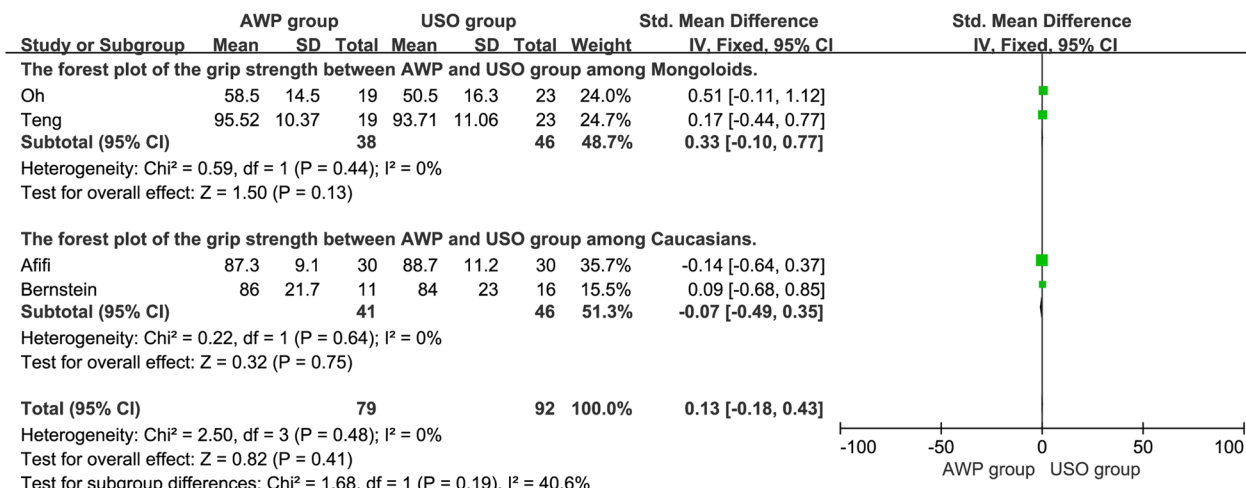 AWP group USO group Std. Mean Difference Std. Mean Difference
Study or Subgroup Mean SD Total Mean SD Total Weight IV, Fixed, 95% CI IV, Fixed, 95% CI
The forest plot of the grip strength between AWP and USO group among Mongoloids.
Oh 58.5 14.5 19 50.5 16.3 23 24.0% 0.51 [-0.11, 1.12]
Teng 95.52 10.37 19 93.71 11.06 23 24.7% 0.17 [-0.44, 0.77]
Subtotal (95% CI) 38 46 48.7% 0.33 [-0.10, 0.77]
Heterogeneity: Chi² = 0.59, df = 1 (P = 0.44); I² = 0%
Test for overall effect: Z = 1.50 (P = 0.13)
The forest plot of the grip strength between AWP and USO group among Caucasians.
Afifi 87.3 9.1 30 88.7 11.2 30 35.7% -0.14 [-0.64, 0.37]
Bernstein 86 21.7 11 84 23 16 15.5% 0.09 [-0.68, 0.85]
Subtotal (95% CI) 41 46 51.3% -0.07 [-0.49, 0.35]
Heterogeneity: Chi² = 0.22, df = 1 (P = 0.64); I² = 0%
Test for overall effect: Z = 0.32 (P = 0.75)
Total (95% CI) 79 92 100.0% 0.13 [-0.18, 0.43]
Heterogeneity: Chi² = 2.50, df = 3 (P = 0.48); I² = 0%
-100 -50 0 50 100
Test for overall effect: Z = 0.82 (P = 0.41)
AWP group USO group
Test for subgroup differences: Chi² = 1.68, df = 1 (P = 0.19), I² = 40.6%